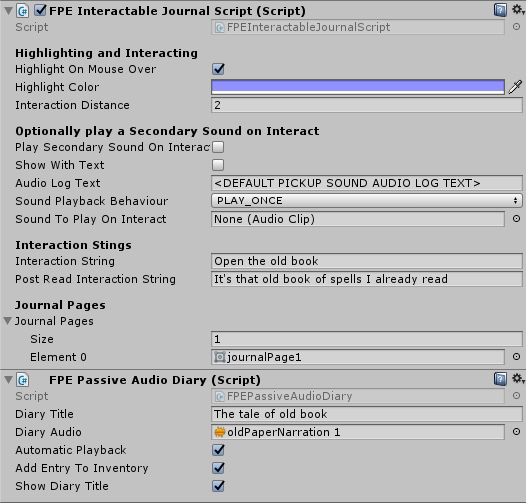 FPE Interactable Journal Script (Script)
Script FPEInteractableJournalScript
Highlighting and Interacting
Highlight On Mouse Over
Highlight Color
Interaction Distance 2
Optionally play a Secondary Sound on Interact
Play Secondary Sound On Interac
Show With Text
Audio Log Text <DEFAULT PICKUP SOUND AUDIO LOG TEXT>
Sound Playback Behaviour PLAY_ONCE
Sound To Play On Interact None (Audio Clip)
Interaction Stings
Interaction String Open the old book
Post Read Interaction String It's that old book of spells I already read
Journal Pages
Journal Pages
Size 1
Element 0 journalPage1
FPE Passive Audio Diary (Script)
Script FPEPassiveAudioDiary
Diary Title The tale of old book
Diary Audio oldPaperNarration 1
Automatic Playback
Add Entry To Inventory
Show Diary Title